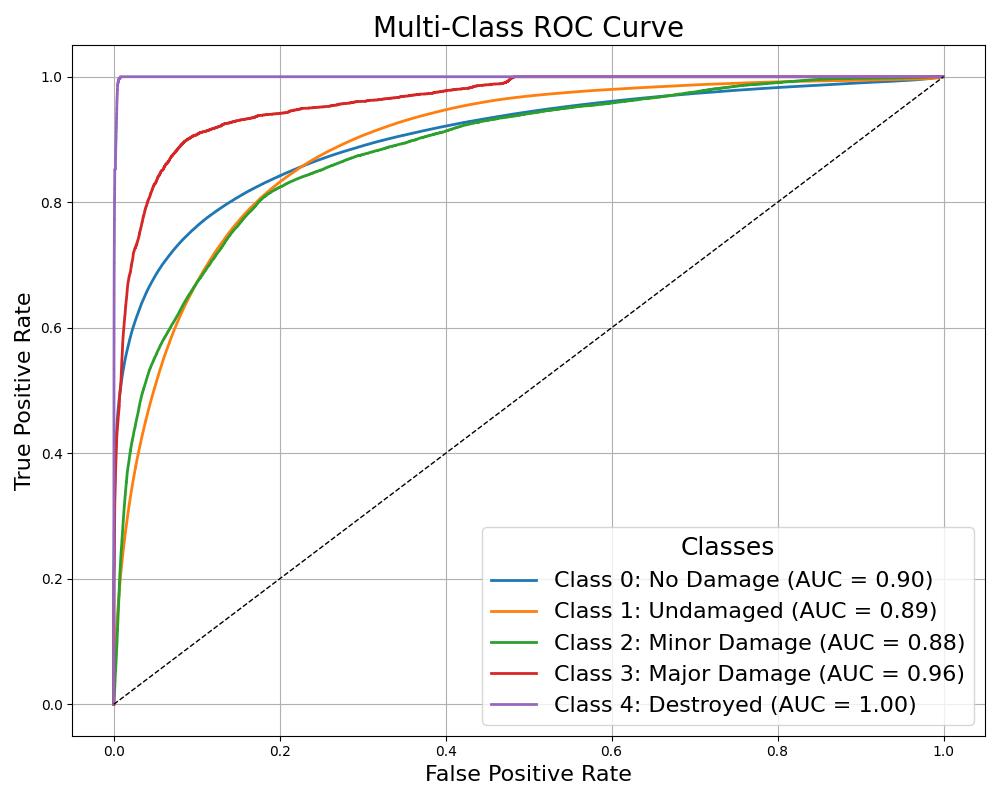 Multi-Class ROC Curve
True Positive Rate
1.0
0.8
0.6
0.4
0.2
0.0
Classes
Class 0: No Damage (AUC = 0.90)
Class 1: Undamaged (AUC = 0.89)
Class 2: Minor Damage (AUC = 0.88)
Class 3: Major Damage (AUC = 0.96)
Class 4: Destroyed (AUC = 1.00)
0.0 0.2 0.4 0.6 0.8 1.0
False Positive Rate